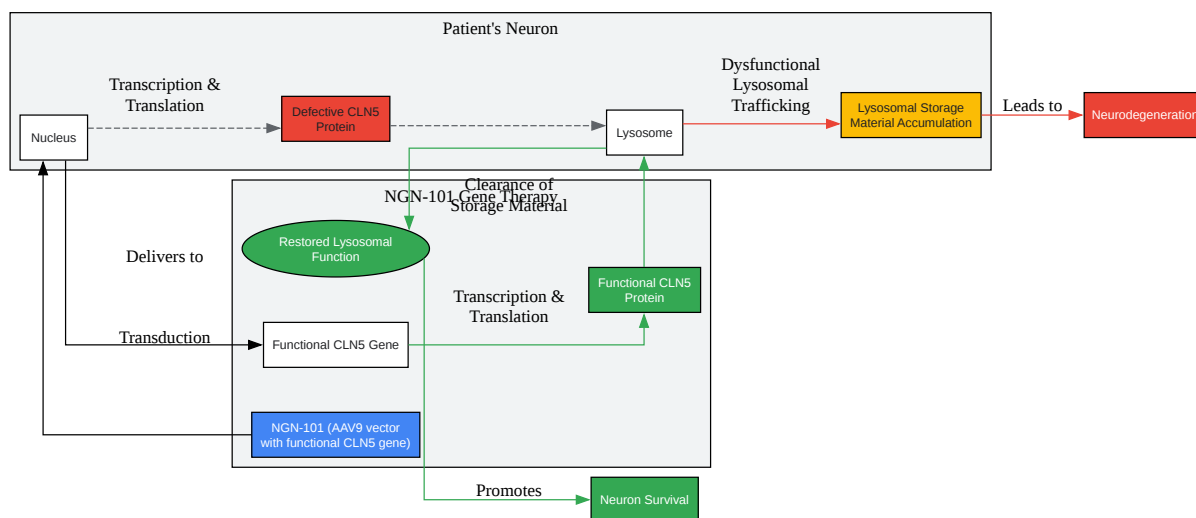 Patient's Neuron
Transcription &
Translation
Dysfunctional
Lysosomal
Trafficking
Leads to
Nucleus
Defective CLN5
Protein
Lysosome
Lysosomal Storage
Material Accumulation
Neurodegeneration
NGN-101 Gene Therapy
Clearance of
Storage Material
Restored Lysosomal
Function
Delivers to
Functional CLN5
Protein
Transcription &
Translation
Transduction
Functional CLN5 Gene
NGN-101 (AAV9 vector
with functional CLN5 gene)
Promotes
Neuron Survival